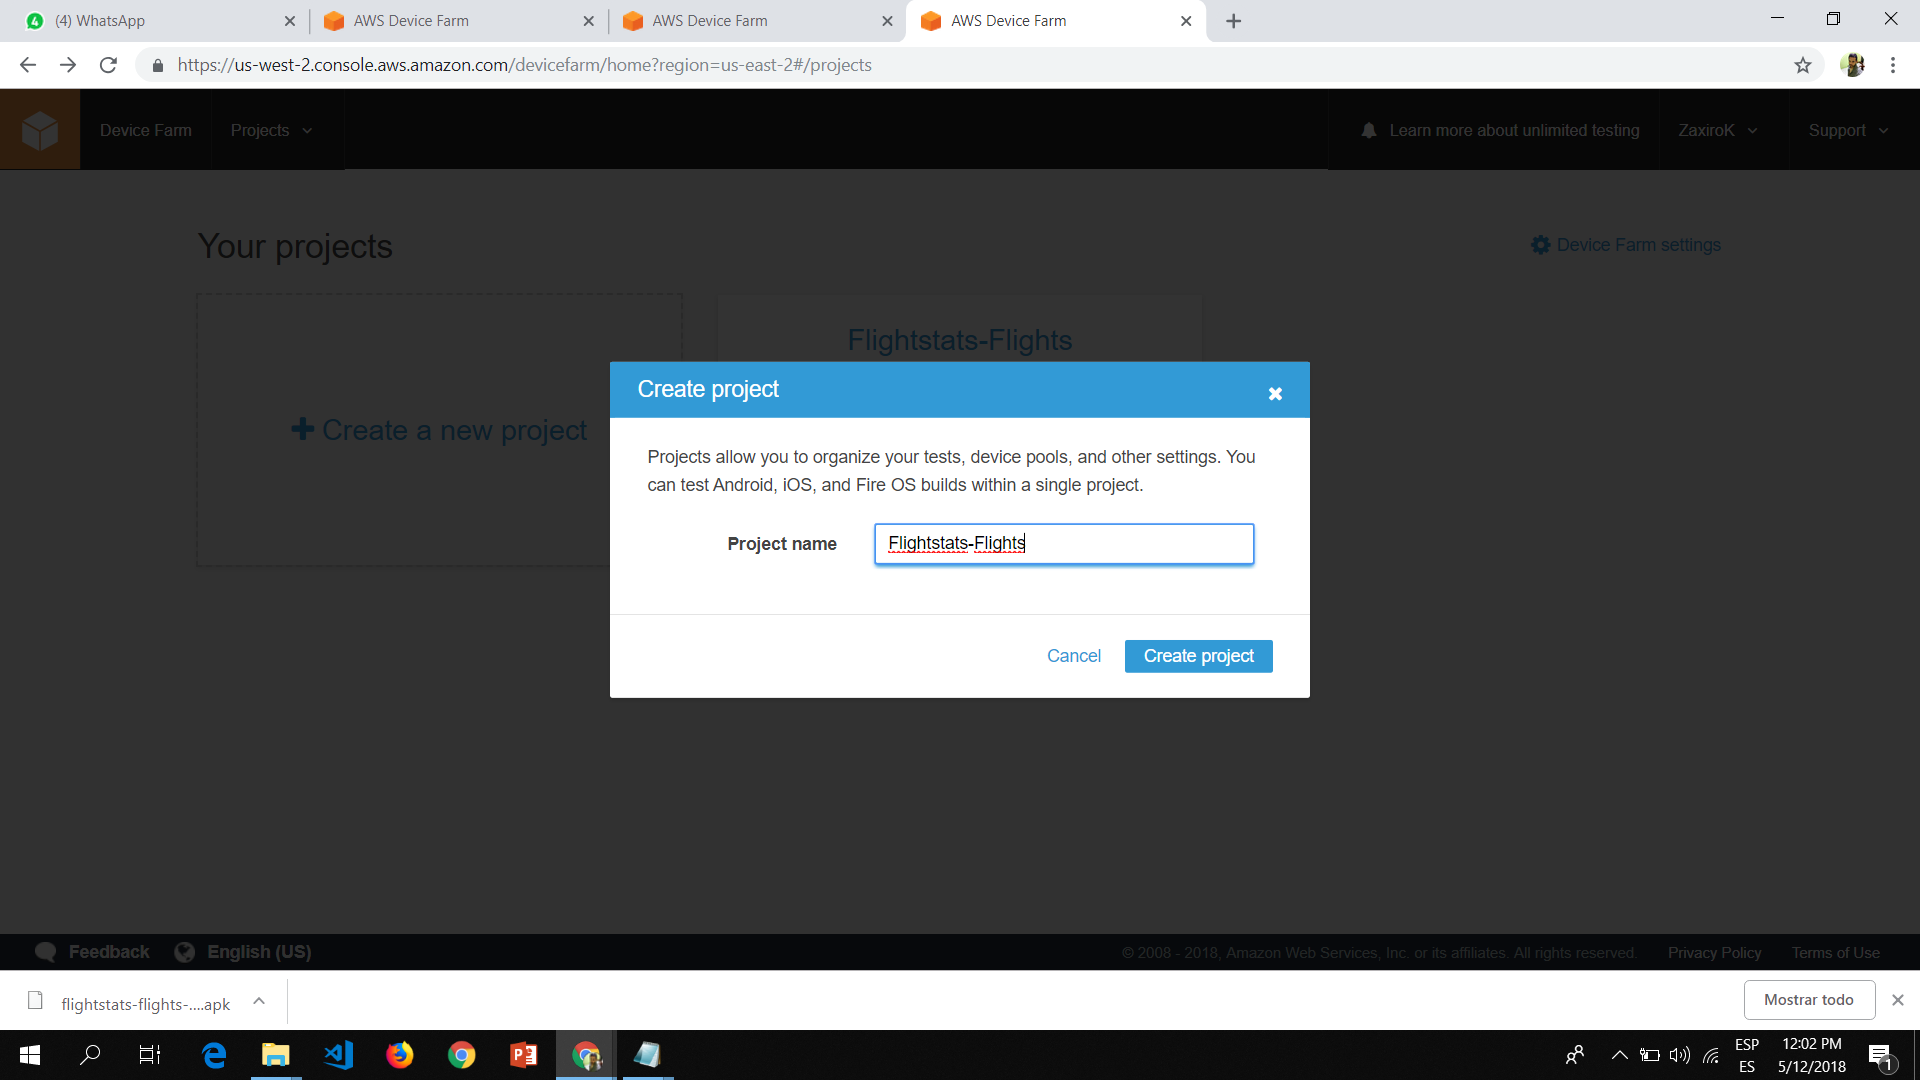 (4) WhatsApp
AWS Device Farm
AWS Device Farm
AWS Device Farm
https://us-west-2.console.aws.amazon.com/devicefarm/home?region=us-east-2#/projects
Device Farm
Projects
Learn more about unlimited testing
ZaxiroK
Support
Your projects
Device Farm settings
Create a new project
Flightstats-Flights
Create project
Projects allow you to organize your tests, device pools, and other settings. You
can test Android, iOS, and Fire OS builds within a single project.
Project name
Flightstats-Flights
Cancel
Create project
Feedback
English (US)
© 2008 - 2018, Amazon Web Services, Inc. or its affiliates. All rights reserved.
Privacy Policy
Terms of Use
flightstats-flights-....apk
Mostrar todo
ESP
ES
12:02 PM
5/12/2018
1